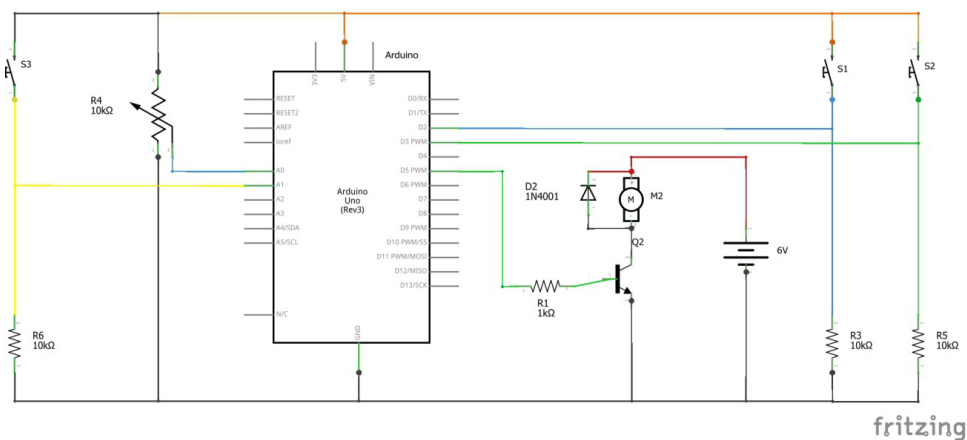 Arduino
S3
S1
S2
3V3
5V
VIN
R4
10kΩ
RESET
RESET2
AREF
Ioref
A0
A1
A2
A3
A4/SDA
A5/SCL
N/C
D0/RX
D1/TX
D2
D3 PWM
D4
D5 PWM
D6 PWM
D7
D8
D9 PWM
D10 PWM/SS
D11 PWM/MOSI
D12/MISO
D13/SCK
Arduino
Uno
(Rev3)
GND
D2
1N4001
M
M2
Q2
6V
R1
1kΩ
R6
10kΩ
R3
10kΩ
R5
10kΩ
fritzing